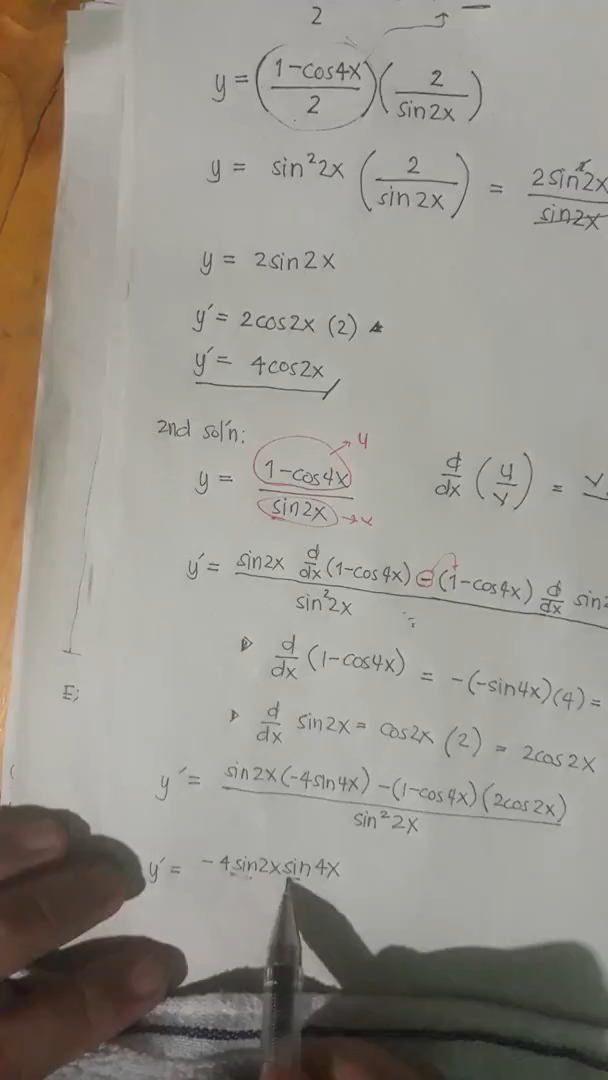 2
y = (1-cos4x/2)(2/sin2x)
y = sin²2x (2/sin2x) = 2sin²2x/sin2x
y = 2sin2x
y' = 2cos2x (2)
y' = 4cos2x
2nd sol'n:
y = 1-cos4x/sin2x → u → v d/dx (u/v) = v
y' = sin2x d/dx (1-cos4x) - (1-cos4x) d/dx sin2/sin²2x
d/dx (1-cos4x) = -(-sin4x)(4) =
E;
d/dx sin2x = cos2x (2) = 2cos2x
y' = sin2x(-4sin4x) - (1-cos4x)(2cos2x)/sin²2x
y' = -4sin2xsin4x